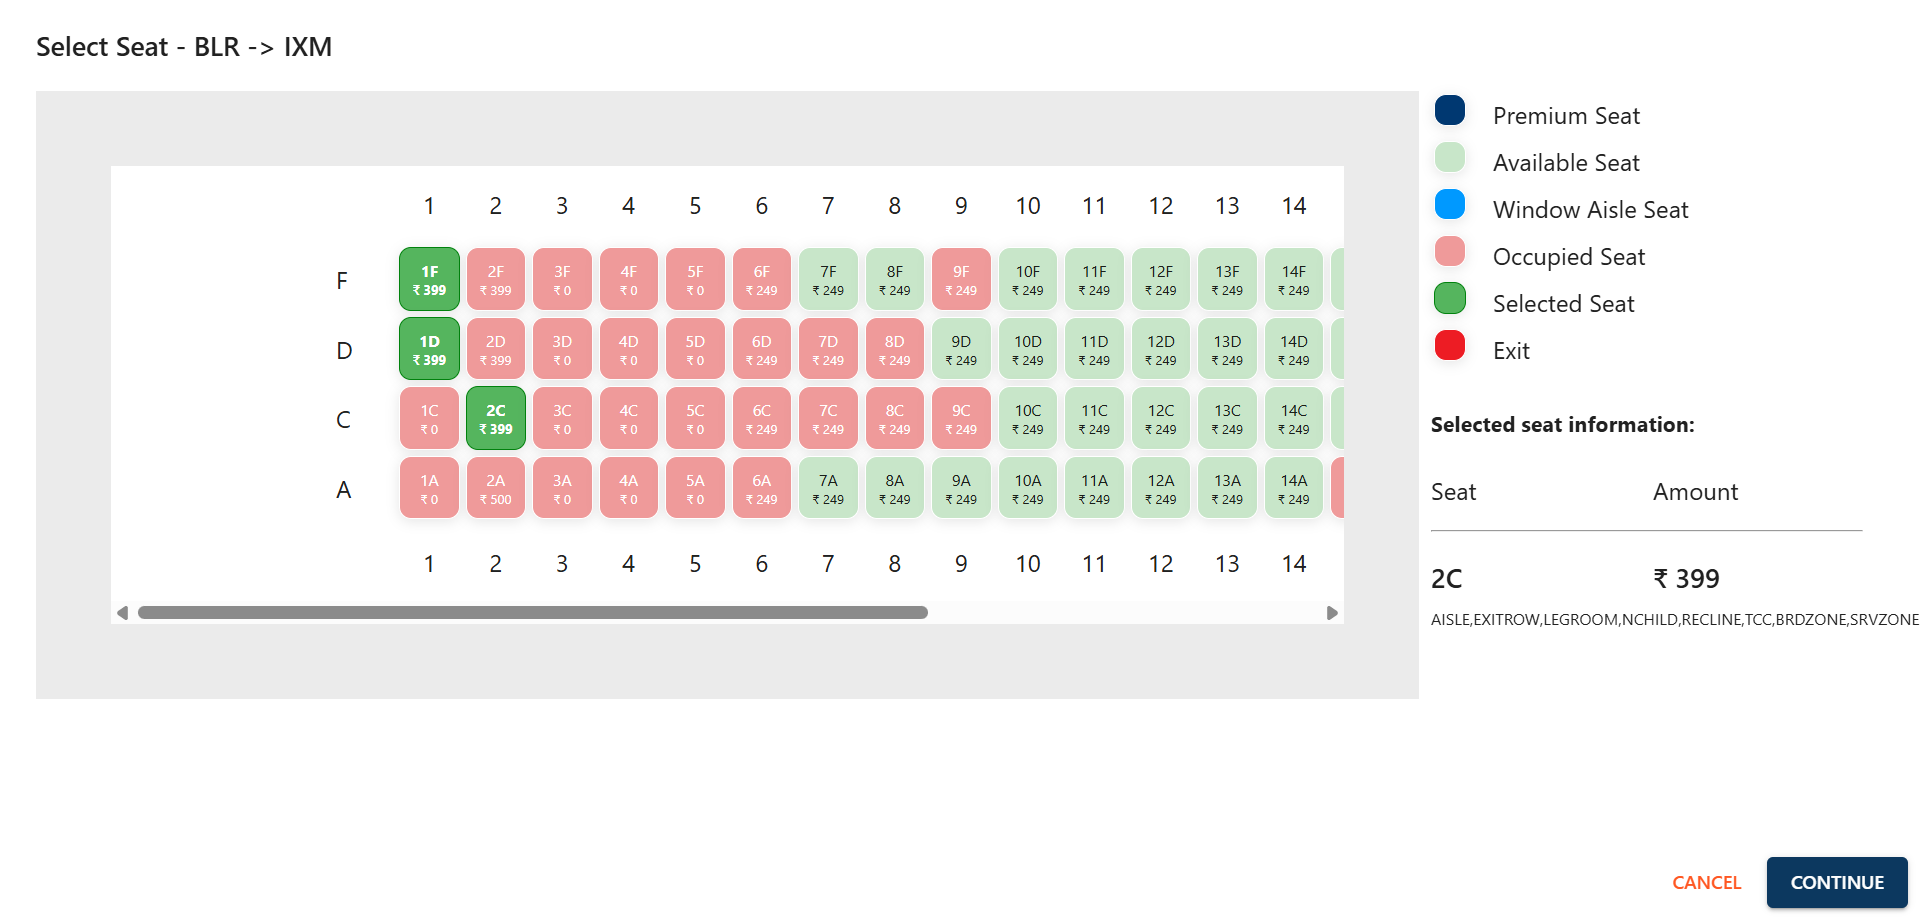 Select Seat - BLR -> IXM
1 2 3 4 5 6 7 8 9 10 11 12 13 14
F
1F 2F 3F 4F 5F 6F 7F 8F 9F 10F 11F 12F 13F 14F
₹ 399 ₹ 399 ₹ 0 ₹ 0 ₹ 0 ₹ 249 ₹ 249 ₹ 249 ₹ 249 ₹ 249 ₹ 249 ₹ 249 ₹ 249 ₹ 249
D
1D 2D 3D 4D 5D 6D 7D 8D 9D 10D 11D 12D 13D 14D
₹ 399 ₹ 399 ₹ 0 ₹ 0 ₹ 0 ₹ 249 ₹ 249 ₹ 249 ₹ 249 ₹ 249 ₹ 249 ₹ 249 ₹ 249 ₹ 249
C
1C 2C 3C 4C 5C 6C 7C 8C 9C 10C 11C 12C 13C 14C
₹ 0 ₹ 399 ₹ 0 ₹ 0 ₹ 0 ₹ 249 ₹ 249 ₹ 249 ₹ 249 ₹ 249 ₹ 249 ₹ 249 ₹ 249 ₹ 249
A
1A 2A 3A 4A 5A 6A 7A 8A 9A 10A 11A 12A 13A 14A
₹ 0 ₹ 500 ₹ 0 ₹ 0 ₹ 0 ₹ 249 ₹ 249 ₹ 249 ₹ 249 ₹ 249 ₹ 249 ₹ 249 ₹ 249 ₹ 249
1 2 3 4 5 6 7 8 9 10 11 12 13 14
Premium Seat
Available Seat
Window Aisle Seat
Occupied Seat
Selected Seat
Exit
Selected seat information:
Seat Amount
2C ₹ 399
AISLE,EXITROW,LEGROOM,NCHILD,RECLINE,TCC,BRDZONE,SRVZONE
CANCEL CONTINUE